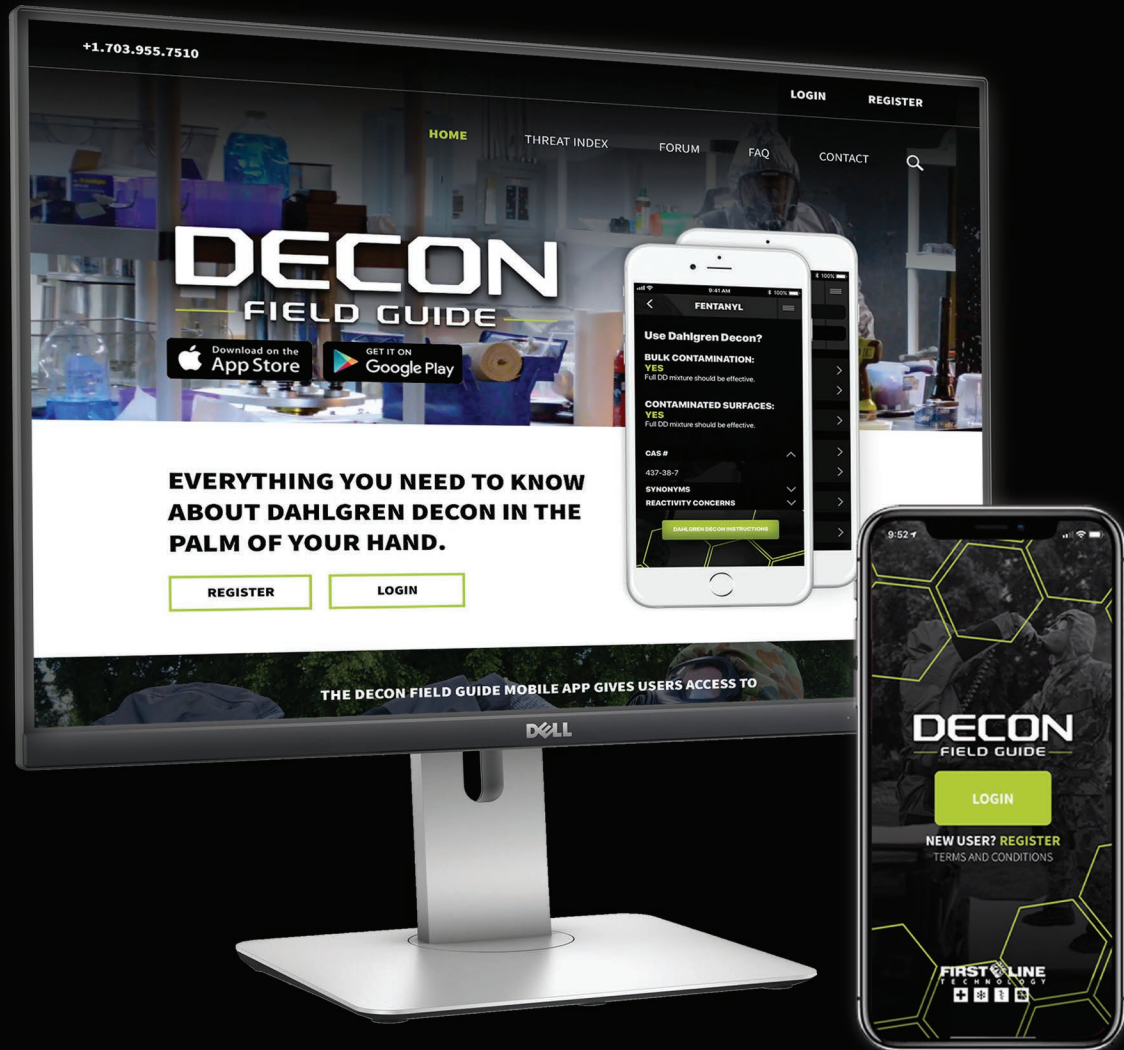 +1.703.955.7510
LOGIN REGISTER
HOME THREAT INDEX FORUM FAQ CONTACT
DECON
FIELD GUIDE
Download on the
App Store
GET IT ON
Google Play
EVERYTHING YOU NEED TO KNOW
ABOUT DAHLGREN DECON IN THE
PALM OF YOUR HAND.
REGISTER LOGIN
9:41 AM 100%
100%
FENTANYL
Use Dahlgren Decon?
BULK CONTAMINATION:
YES
Full DD mixture should be effective.
CONTAMINATED SURFACES:
YES
Full DD mixture should be effective.
CAS #
437-38-7
SYNONYMS
REACTIVITY CONCERNS
DAHLGREN DECON INSTRUCTIONS
THE DECON FIELD GUIDE MOBILE APP GIVES USERS ACCESS TO
DELL
9:52
DECON
FIELD GUIDE
LOGIN
NEW USER? REGISTER
TERMS AND CONDITIONS
FIRST LINE
TECHNOLOGY